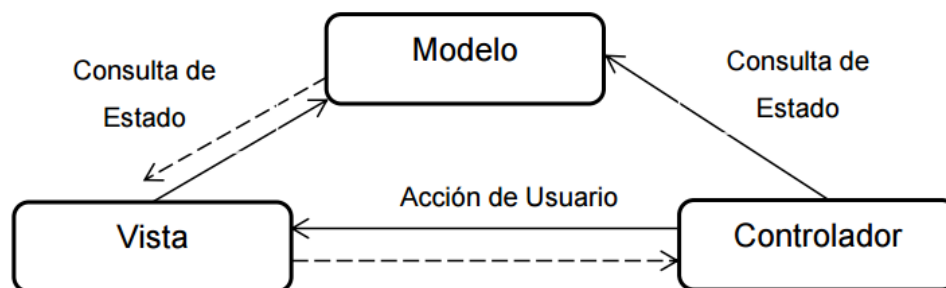 Modelo
Consulta de
Estado
Consulta de
Estado
Acción de Usuario
Vista
Controlador